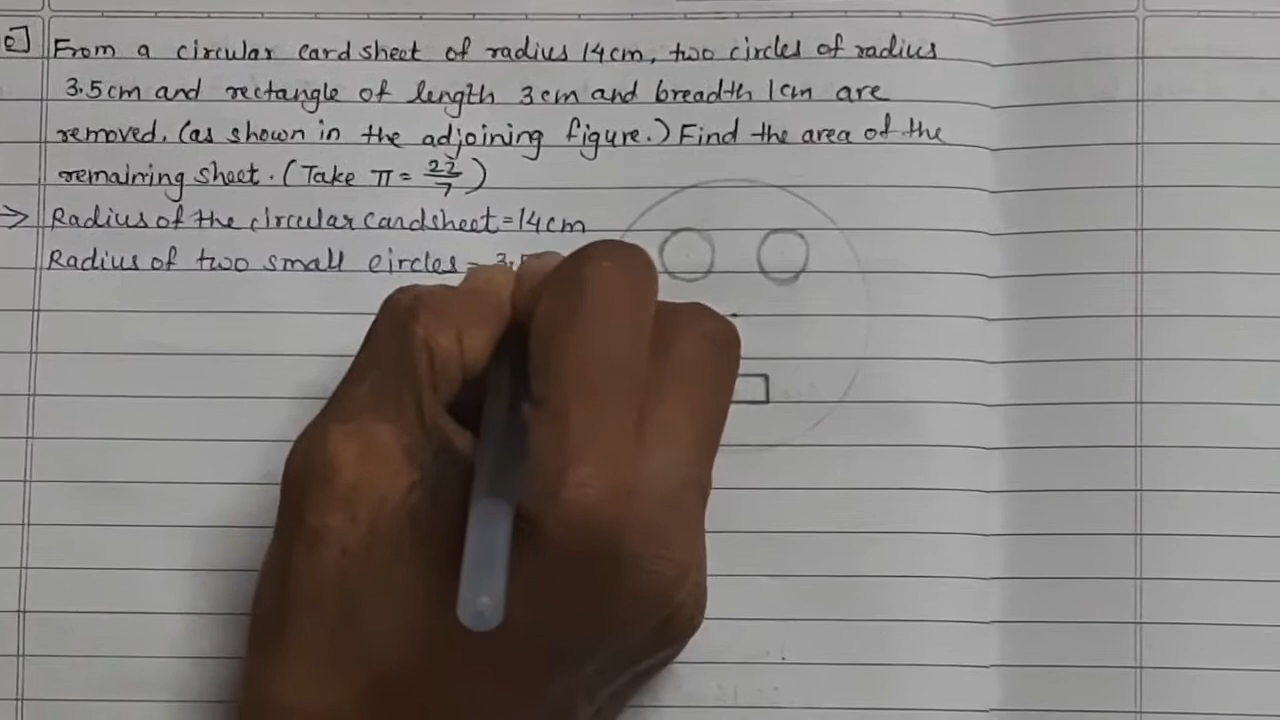 e] From a circular card sheet of radius 14cm, two circles of radius
3.5cm and rectangle of length 3cm and breadth 1cm are
removed. (as shown in the adjoining figure.) Find the area of the
remaining sheet. (Take π = 22/7)
→ Radius of the circular cardsheet = 14cm
Radius of two small circles = 3.5